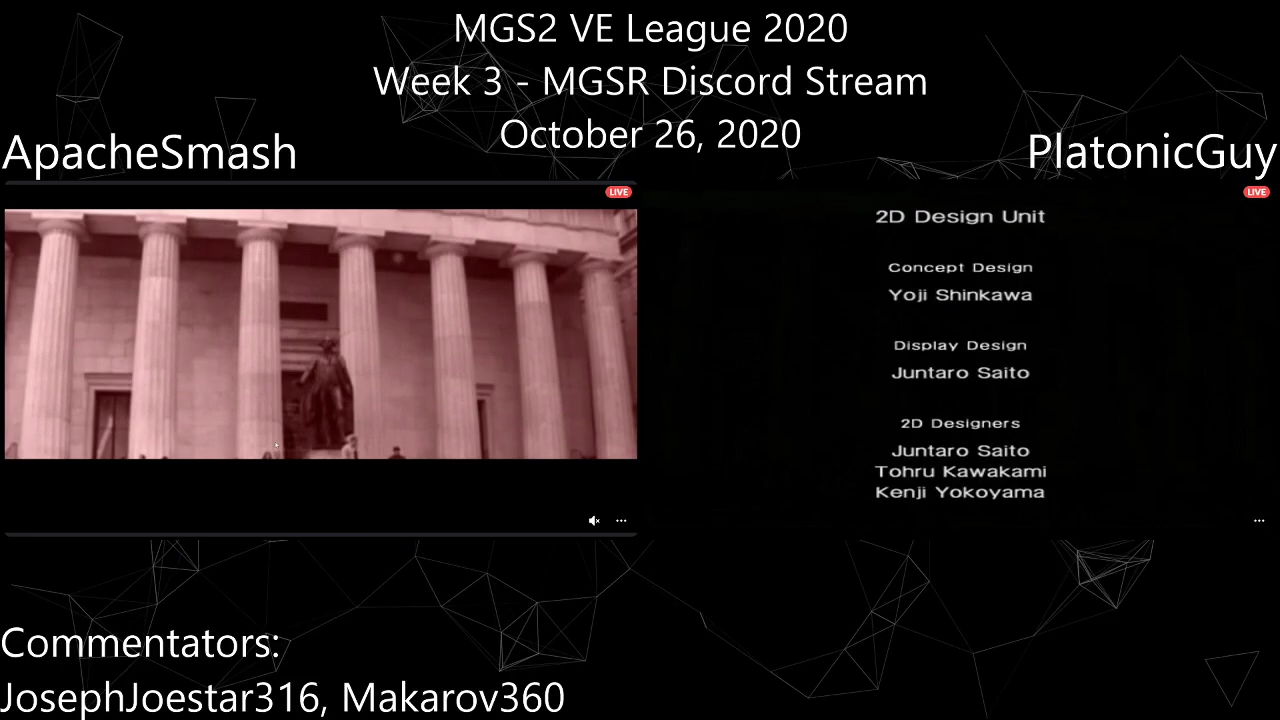 MGS2 VE League 2020
Week 3 - MGSR Discord Stream
October 26, 2020
ApacheSmash
PlatonicGuy
LIVE
LIVE
2D Design Unit
Concept Design
Yoji Shinkawa
Display Design
Juntaro Saito
2D Designers
Juntaro Saito
Tohru Kawakami
Kenji Yokoyama
Commentators:
JosephJoestar316, Makarov360